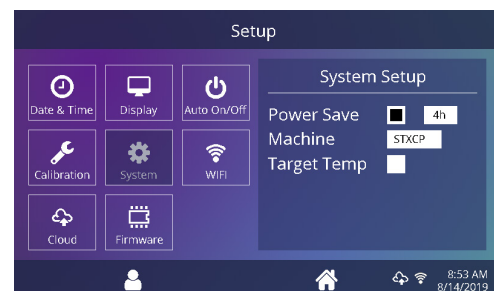 Setup
Date & Time
Display
Auto On/Off
Calibration
System
WIFI
Cloud
Firmware
System Setup
Power Save 4h
Machine STXCP
Target Temp
8:53 AM
8/14/2019